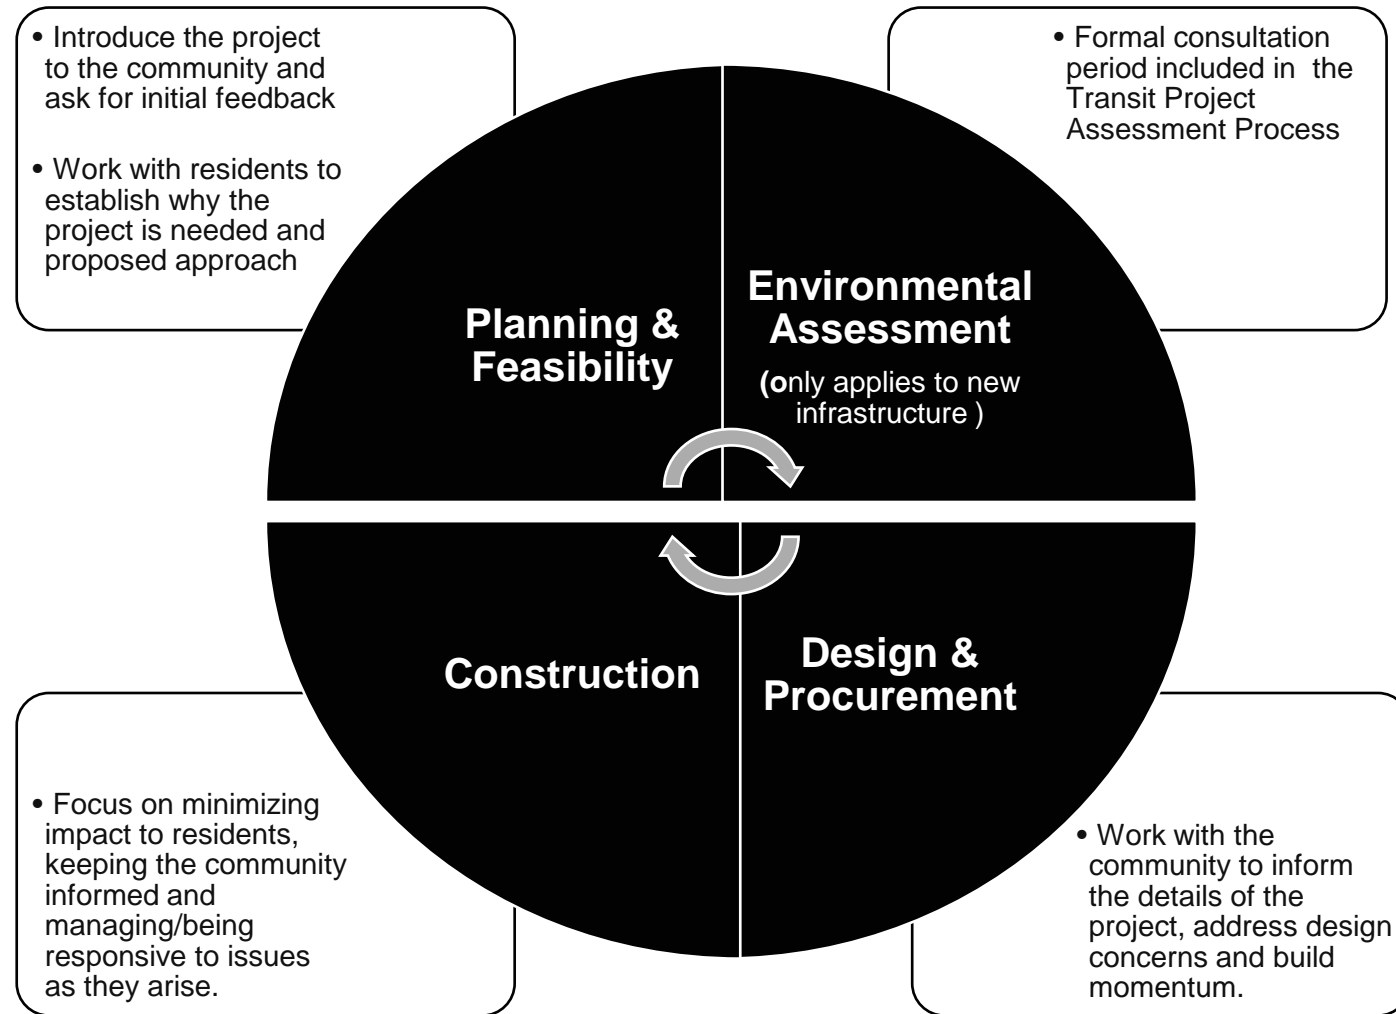 • Introduce the project
to the community and
ask for initial feedback
• Work with residents to
establish why the
project is needed and
proposed approach
• Formal consultation
period included in the
Transit Project
Assessment Process
Planning &
Feasibility
Environmental
Assessment
(only applies to new
infrastructure )
Construction
Design &
Procurement
• Focus on minimizing
impact to residents,
keeping the community
informed and
managing/being
responsive to issues
as they arise.
• Work with the
community to inform
the details of the
project, address design
concerns and build
momentum.